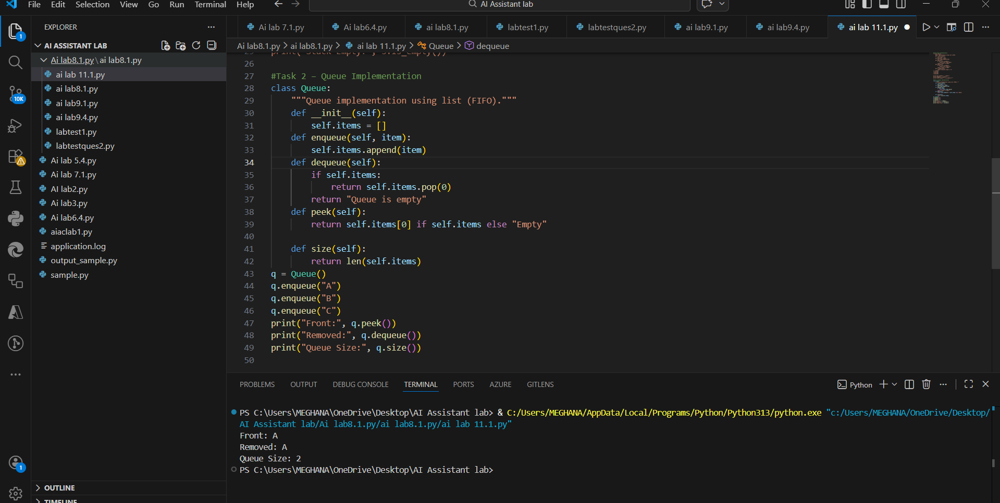 File Edit Selection View Go Run Terminal Help
AI Assistant lab
EXPLORER
AI ASSISTANT LAB
Ai lab8.1.py\ai lab8.1.py
ai lab 11.1.py
ai lab8.1.py
ai lab9.1.py
ai lab9.4.py
labtest1.py
labtestques2.py
Ai lab 5.4.py
Ai lab 7.1.py
AI lab2.py
Ai lab3.py
Ai lab6.4.py
aiaclab1.py
application.log
output_sample.py
sample.py
OUTLINE
TIMELINE
1
10K
1
Ai lab 7.1.py Ai lab6.4.py ai lab8.1.py labtest1.py labtestques2.py ai lab9.1.py ai lab9.4.py ai lab 11.1.py
Ai lab8.1.py > ai lab8.1.py > ai lab 11.1.py > Queue > dequeue
25 print("Stack Empty:", s.is_empty())
26
27 #Task 2 – Queue Implementation
28 class Queue:
29 """Queue implementation using list (FIFO)."""
30 def __init__(self):
31 self.items = []
32 def enqueue(self, item):
33 self.items.append(item)
34 def dequeue(self):
35 if self.items:
36 return self.items.pop(0)
37 return "Queue is empty"
38 def peek(self):
39 return self.items[0] if self.items else "Empty"
40
41 def size(self):
42 return len(self.items)
43 q = Queue()
44 q.enqueue("A")
45 q.enqueue("B")
46 q.enqueue("C")
47 print("Front:", q.peek())
48 print("Removed:", q.dequeue())
49 print("Queue Size:", q.size())
50
PROBLEMS OUTPUT DEBUG CONSOLE TERMINAL PORTS AZURE GITLENS
Python
PS C:\Users\MEGHANA\OneDrive\Desktop\AI Assistant lab> & C:/Users/MEGHANA/AppData/Local/Programs/Python/Python313/python.exe "c:/Users/MEGHANA/OneDrive/Desktop/
AI Assistant lab/Ai lab8.1.py/ai lab8.1.py/ai lab 11.1.py"
Front: A
Removed: A
Queue Size: 2
PS C:\Users\MEGHANA\OneDrive\Desktop\AI Assistant lab>